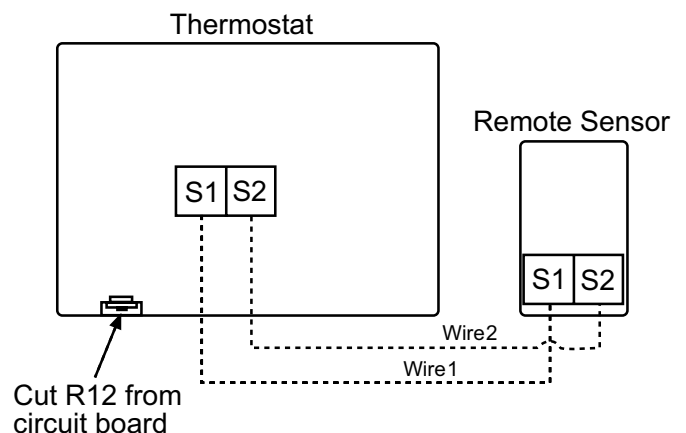 Thermostat
Remote Sensor
S1 S2
S1 S2
Wire2
Wire1
Cut R12 from
circuit board